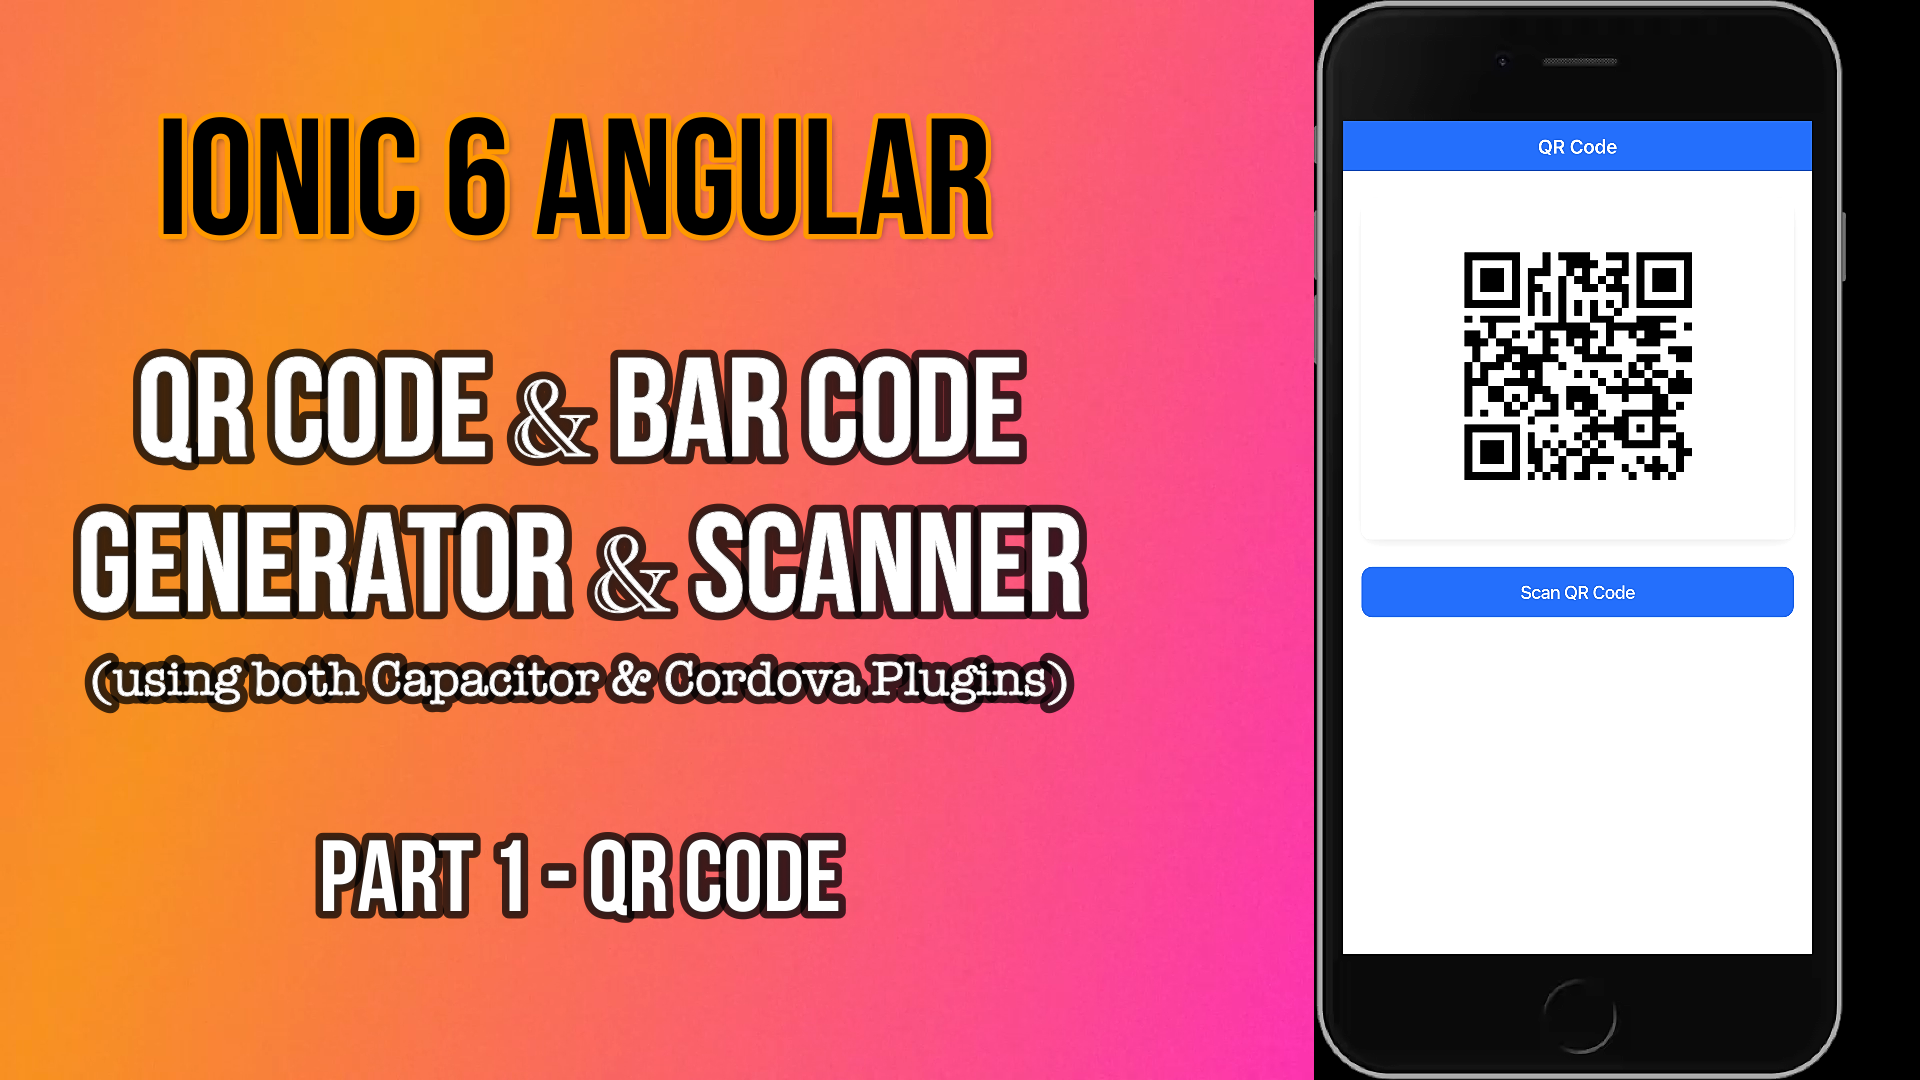 IONIC 6 ANGULAR
QR CODE & BAR CODE
GENERATOR & SCANNER
(using both Capacitor & Cordova Plugins)
PART 1 - QR CODE
QR Code
Scan QR Code